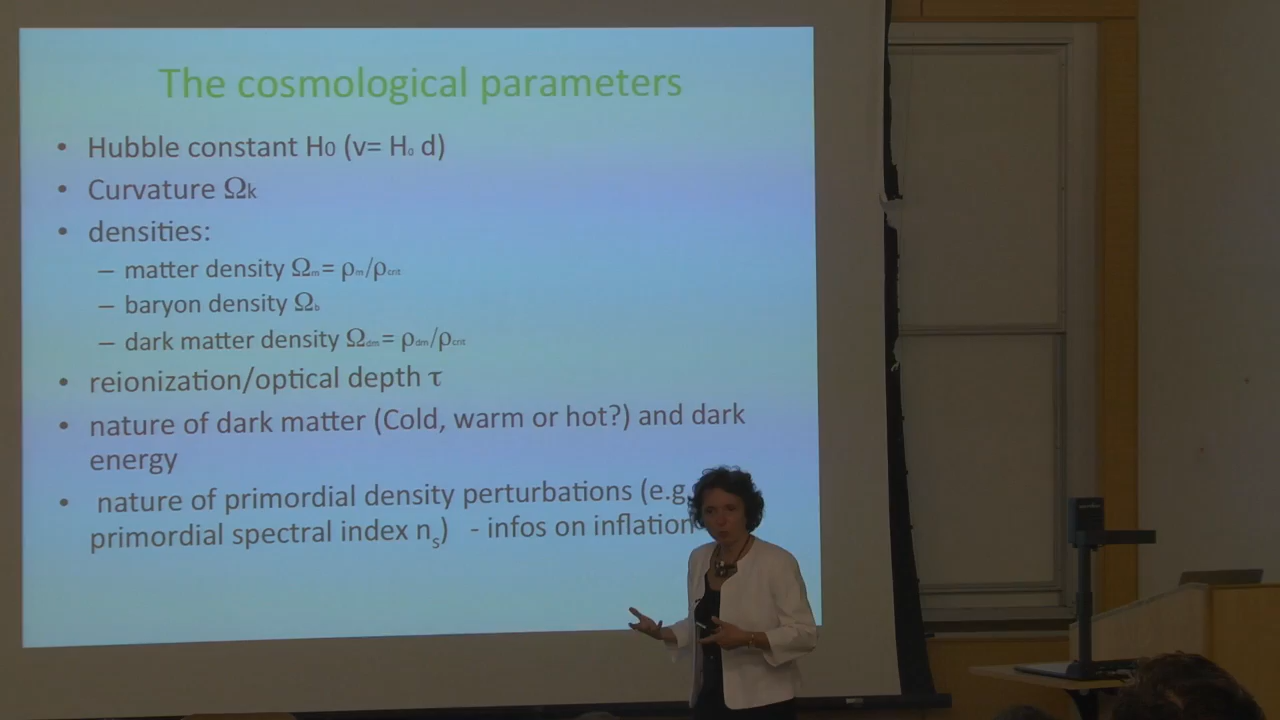 The cosmological parameters
• Hubble constant H0 (v= H₀ d)
• Curvature Ωk
• densities:
– matter density Ωₘ= ρₘ/ρcrit
– baryon density Ωb
– dark matter density Ωdm= ρdm/ρcrit
• reionization/optical depth τ
• nature of dark matter (Cold, warm or hot?) and dark
energy
• nature of primordial density perturbations (e.g.
primordial spectral index nₛ) - infos on inflation